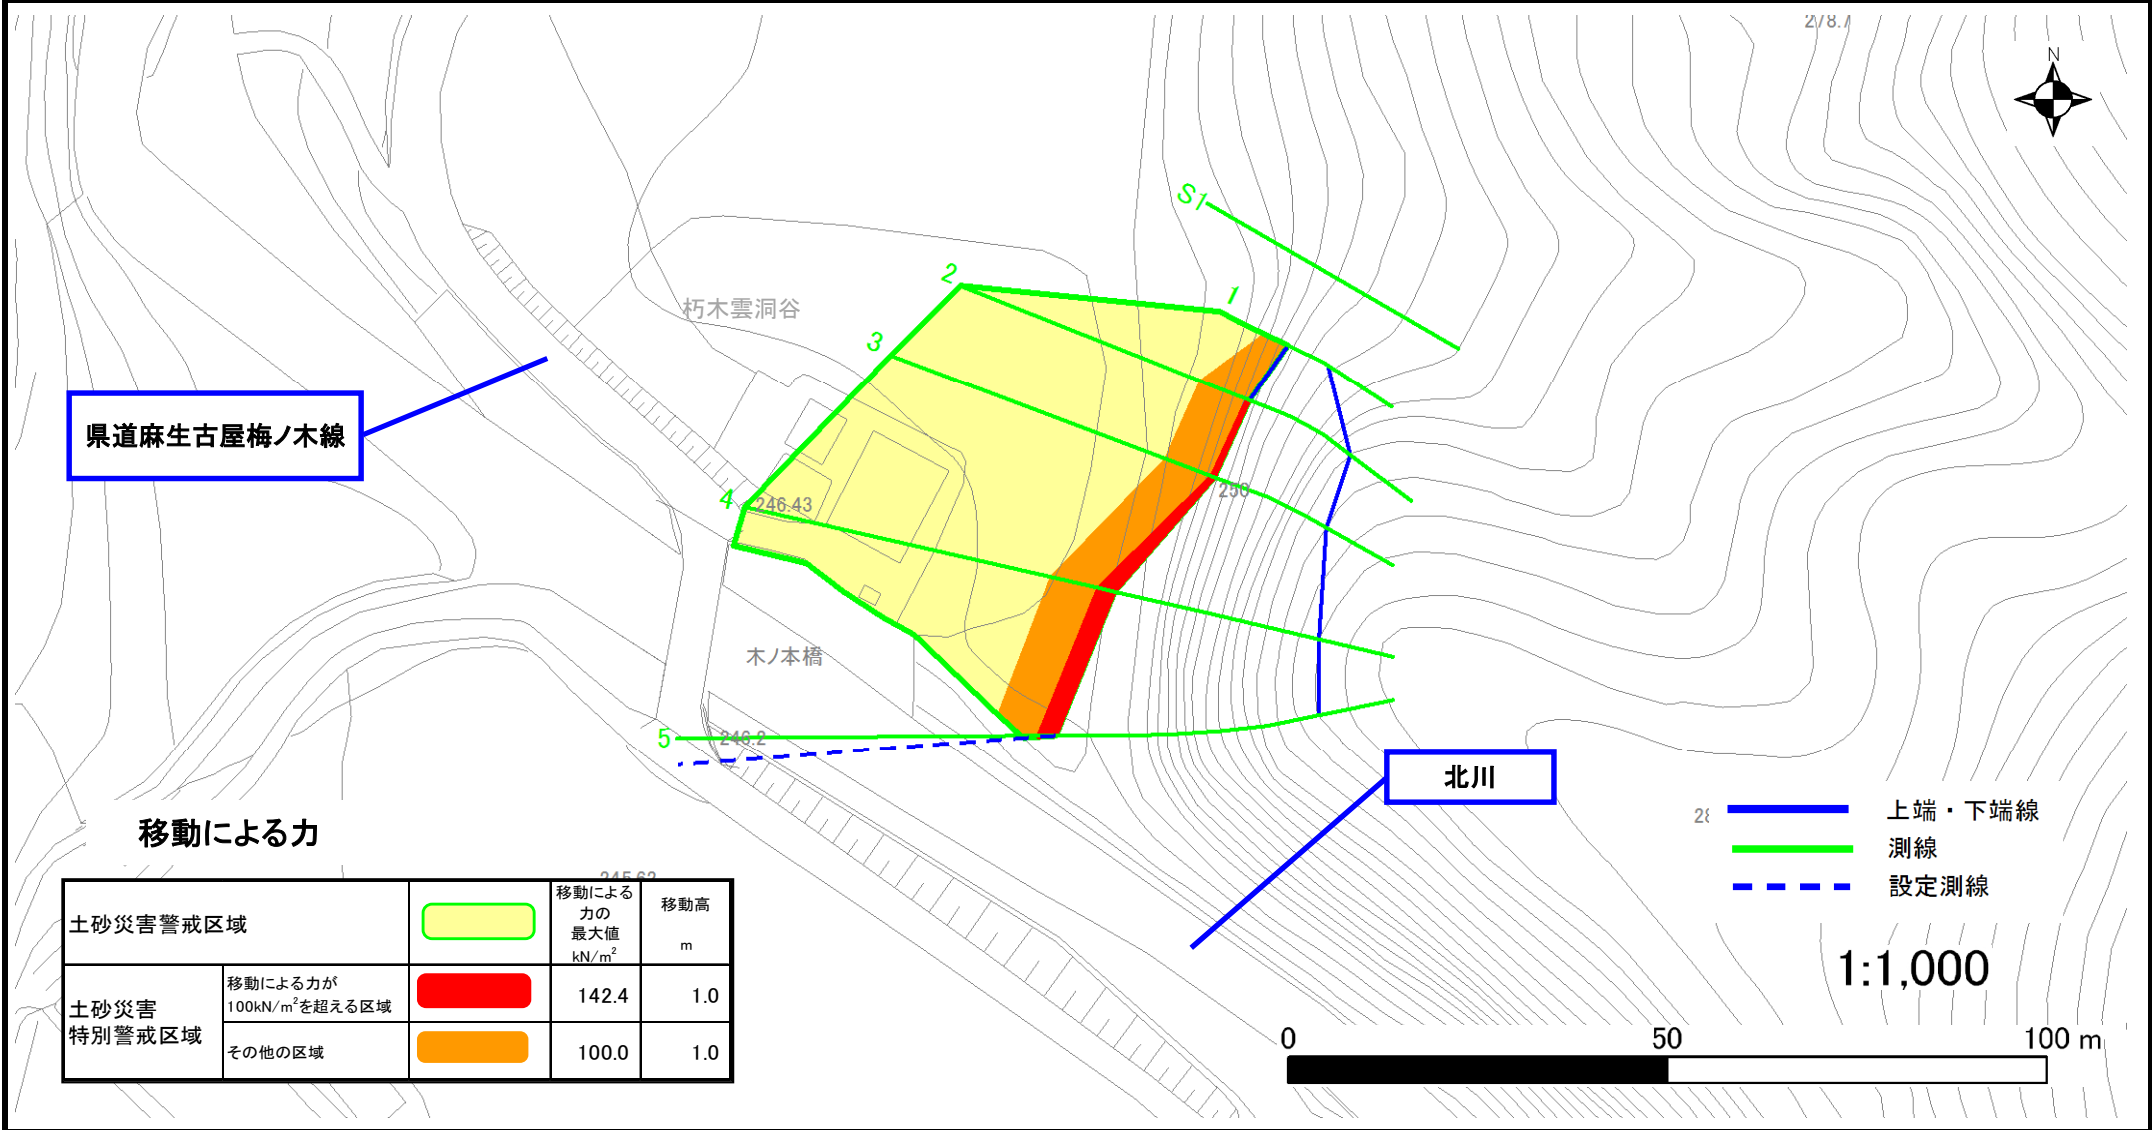 278.7
N
S1
2
1
朽木雲洞谷
3
県道麻生古屋梅ノ木線
4
246.43
250
木ノ本橋
5
246.2
北川
上端・下端線
測線
設定測線
移動による力
245.62
土砂災害警戒区域
移動による
力の
最大値
kN/m²
移動高
m
土砂災害
特別警戒区域
移動による力が
100kN/m²を超える区域
142.4
1.0
その他の区域
100.0
1.0
1:1,000
0
50
100 m